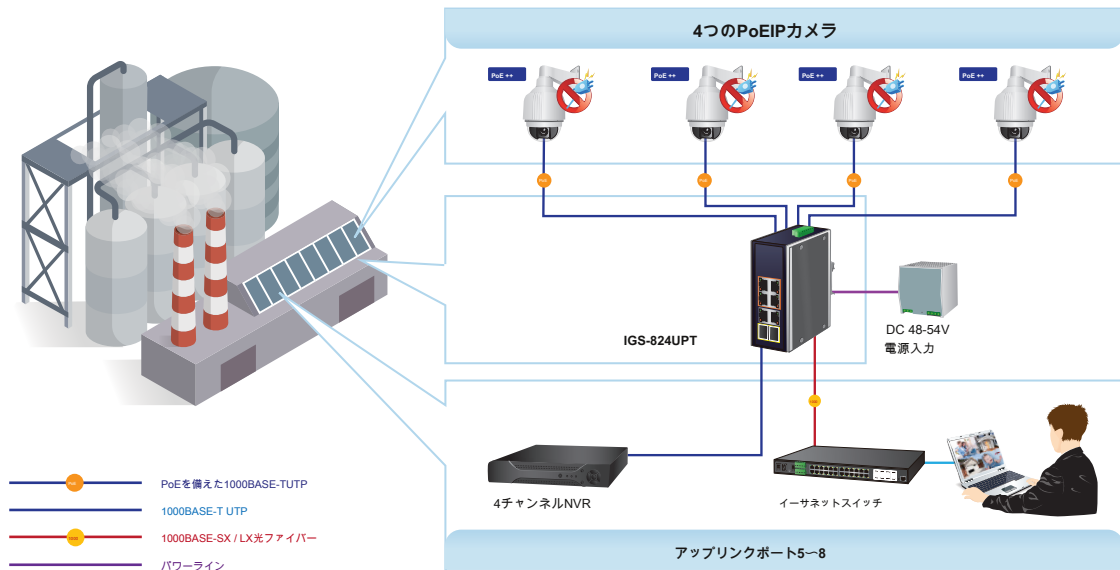 4つのPoEIPカメラ
PoE ++
PoE ++
PoE ++
PoE ++
PoE
PoE
PoE
PoE
IGS-824UPT
DC 48-54V
電源入力
4チャンネルNVR
イーサネットスイッチ
PoEを備えた1000BASE-TUTP
1000BASE-T UTP
1000BASE-SX / LX光ファイバー
パワーライン
アップリンクポート5〜8